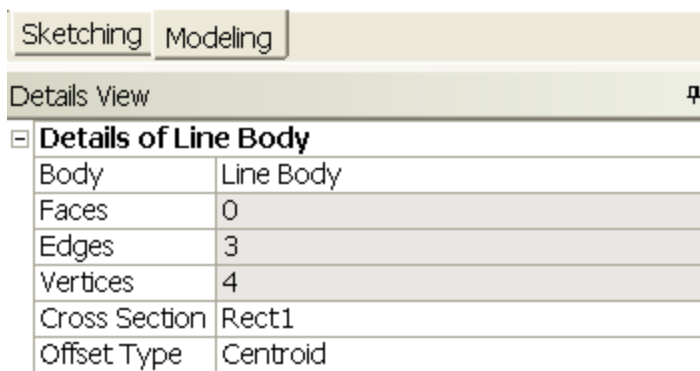 Sketching Modeling
Details View
Details of Line Body
Body Line Body
Faces 0
Edges 3
Vertices 4
Cross Section Rect1
Offset Type Centroid